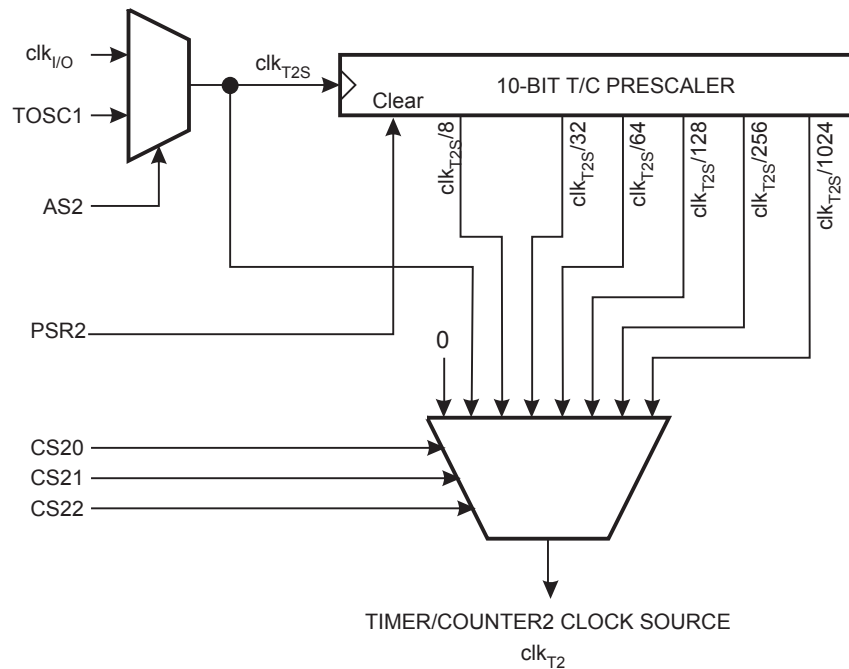 clkI/O
clkT2S
10-BIT T/C PRESCALER
TOSC1
Clear
clkT2S/8
clkT2S/32
clkT2S/64
clkT2S/128
clkT2S/256
clkT2S/1024
AS2
PSR2
0
CS20
CS21
CS22
TIMER/COUNTER2 CLOCK SOURCE
clkT2